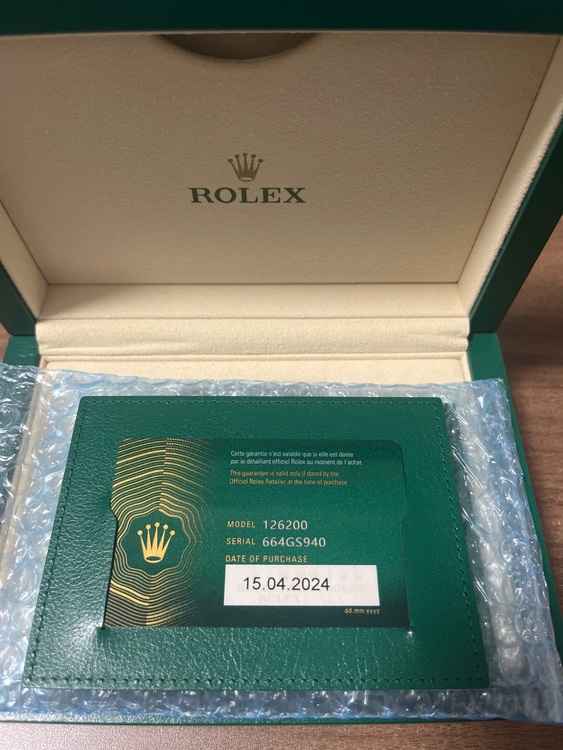 ROLEX
Cette garantie n'est valable que si elle est datée
par le détaillant officiel Rolex au moment de l'achat
This guarantee is valid only if dated by the
Official Rolex Retailer, at the time of purchase
MODEL 126200
SERIAL 664GS940
DATE OF PURCHASE
15.04.2024
ROLEX ROLEX
dd.mm.yyyy